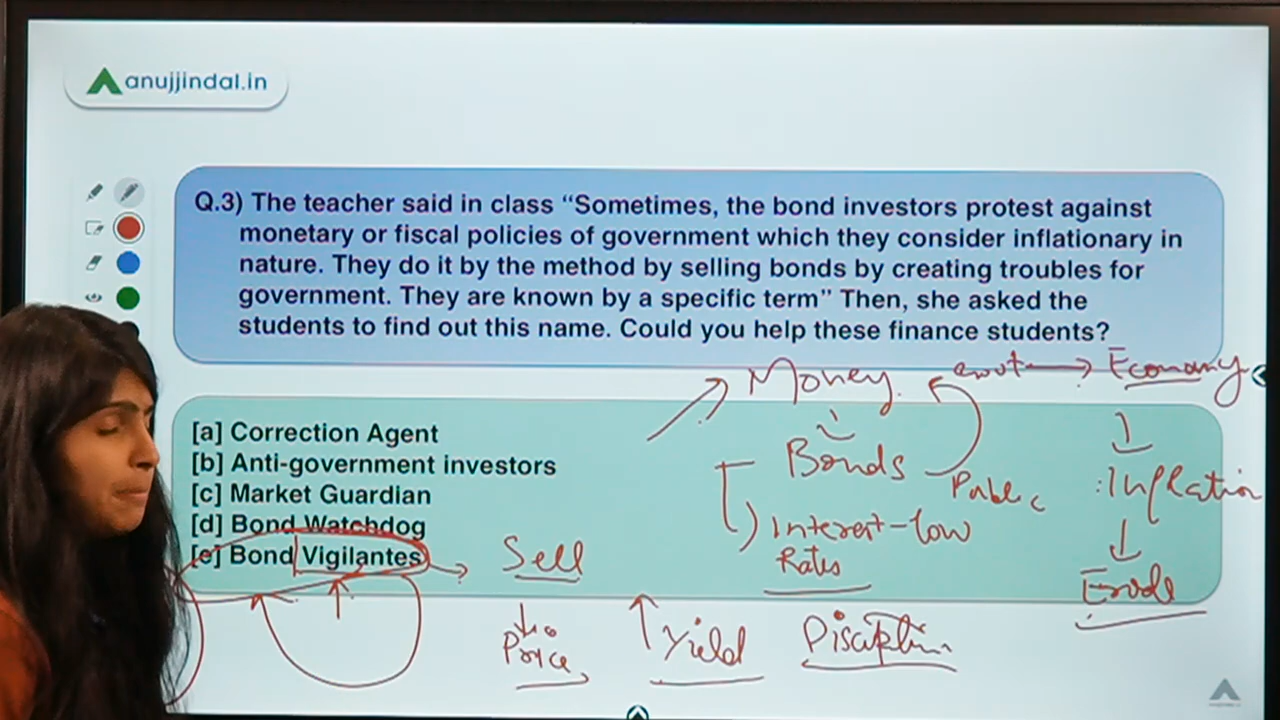 anujjindal.in
Q.3) The teacher said in class “Sometimes, the bond investors protest against
monetary or fiscal policies of government which they consider inflationary in
nature. They do it by the method by selling bonds by creating troubles for
government. They are known by a specific term” Then, she asked the
students to find out this name. Could you help these finance students?
Money. govt Economy
[a] Correction Agent
[b] Anti-government investors
Bonds
[c] Market Guardian
Public Inflation
[d] Bond Watchdog
Interest-low
[e] Bond Vigilantes
Sell
Rates
Erode
Price
Yield